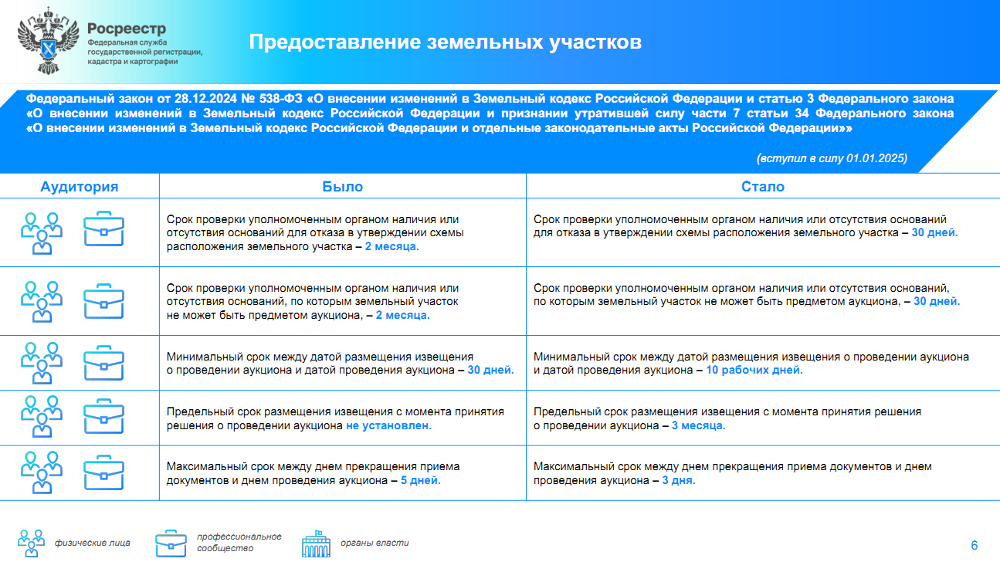 Росреестр
Федеральная служба
государственной регистрации,
кадастра и картографии
Предоставление земельных участков
Федеральный закон от 28.12.2024 № 538-ФЗ «О внесении изменений в Земельный кодекс Российской Федерации и статью 3 Федерального закона
«О внесении изменений в Земельный кодекс Российской Федерации и признании утратившей силу части 7 статьи 34 Федерального закона
«О внесении изменений в Земельный кодекс Российской Федерации и отдельные законодательные акты Российской Федерации»»
(вступил в силу 01.01.2025)
Аудитория
Было
Стало
Срок проверки уполномоченным органом наличия или
отсутствия оснований для отказа в утверждении схемы
расположения земельного участка – 2 месяца.
Срок проверки уполномоченным органом наличия или отсутствия оснований
для отказа в утверждении схемы расположения земельного участка – 30 дней.
Срок проверки уполномоченным органом наличия или
отсутствия оснований, по которым земельный участок
не может быть предметом аукциона, – 2 месяца.
Срок проверки уполномоченным органом наличия или отсутствия оснований,
по которым земельный участок не может быть предметом аукциона, – 30 дней.
Минимальный срок между датой размещения извещения
о проведении аукциона и датой проведения аукциона – 30 дней.
Минимальный срок между датой размещения извещения о проведении аукциона
и датой проведения аукциона – 10 рабочих дней.
Предельный срок размещения извещения с момента принятия
решения о проведении аукциона не установлен.
Предельный срок размещения извещения с момента принятия решения
о проведении аукциона – 3 месяца.
Максимальный срок между днем прекращения приема
документов и днем проведения аукциона – 5 дней.
Максимальный срок между днем прекращения приема документов и днем
проведения аукциона – 3 дня.
физические лица
профессиональное
сообщество
органы власти
6